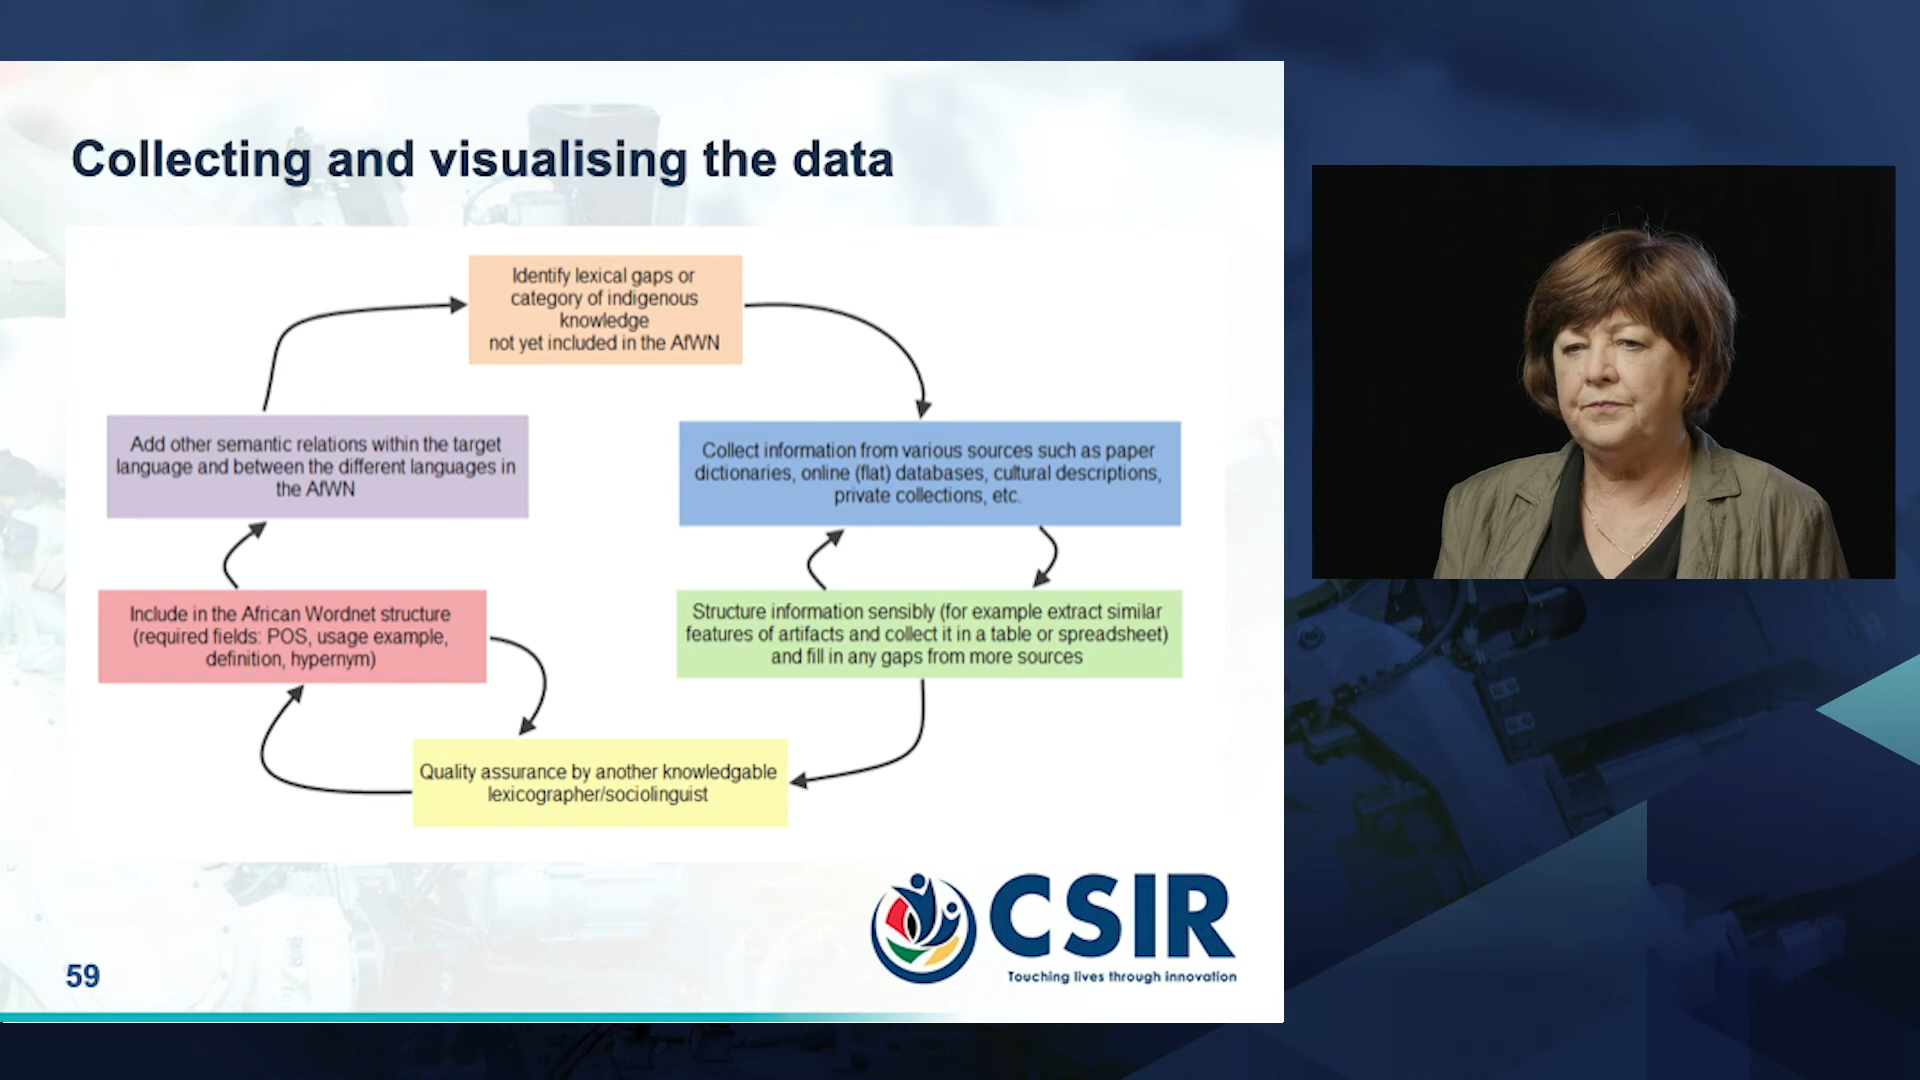 Collecting and visualising the data
Identify lexical gaps or
category of indigenous
knowledge
not yet included in the AfWN
Add other semantic relations within the target
language and between the different languages in
the AfWN
Collect information from various sources such as paper
dictionaries, online (flat) databases, cultural descriptions,
private collections, etc.
Include in the African Wordnet structure
(required fields: POS, usage example,
definition, hypernym)
Structure information sensibly (for example extract similar
features of artifacts and collect it in a table or spreadsheet)
and fill in any gaps from more sources
Quality assurance by another knowledgable
lexicographer/sociolinguist
CSIR
Touching lives through innovation
59